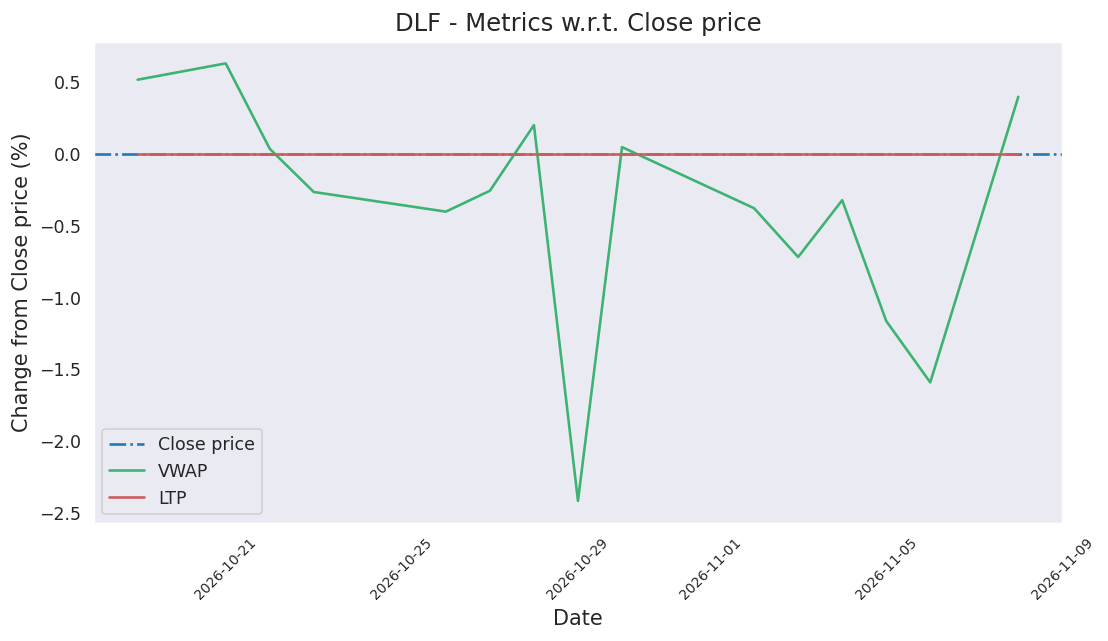 DLF - Metrics w.r.t. Close price
Change from Close price (%)
0.5
0.0
−0.5
−1.0
−1.5
−2.0
−2.5
Close price
VWAP
LTP
2026-10-21
2026-10-25
2026-10-29
2026-11-01
2026-11-05
2026-11-09
Date